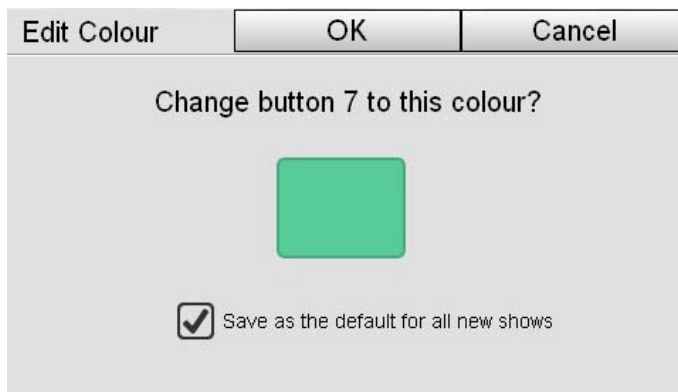 Edit Colour OK Cancel
Change button 7 to this colour?
Save as the default for all new shows